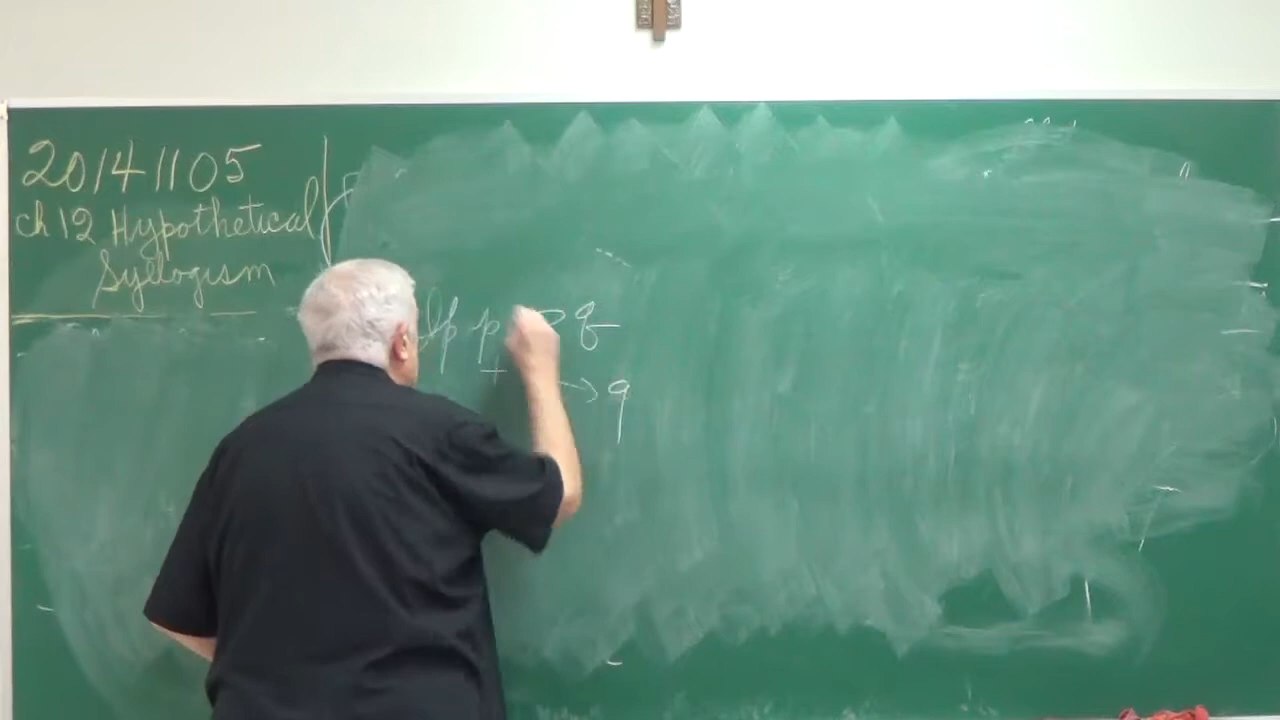 20141105
ch 12 Hypothetical
Syllogism
If p q
→ q